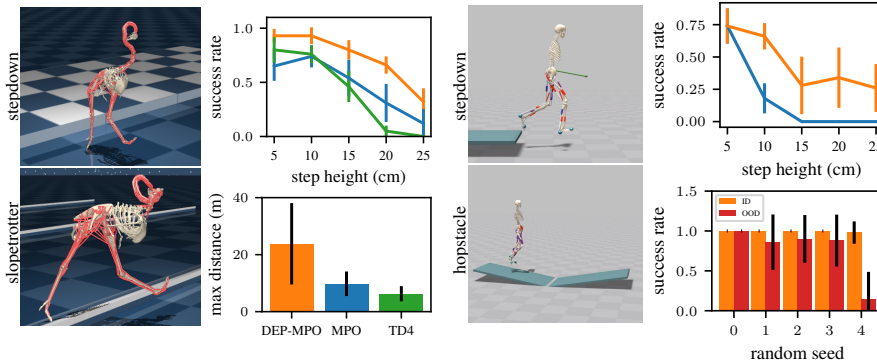 stepdown
success rate
1.0
0.5
0.0
5 10 15 20 25
step height (cm)
stepdown
success rate
0.75
0.50
0.25
0.00
5 10 15 20 25
step height (cm)
slopetrotter
max distance (m)
40
20
0
DEP-MPO MPO TD4
hopstacle
success rate
1.5
1.0
0.5
0.0
ID
OOD
0 1 2 3 4
random seed